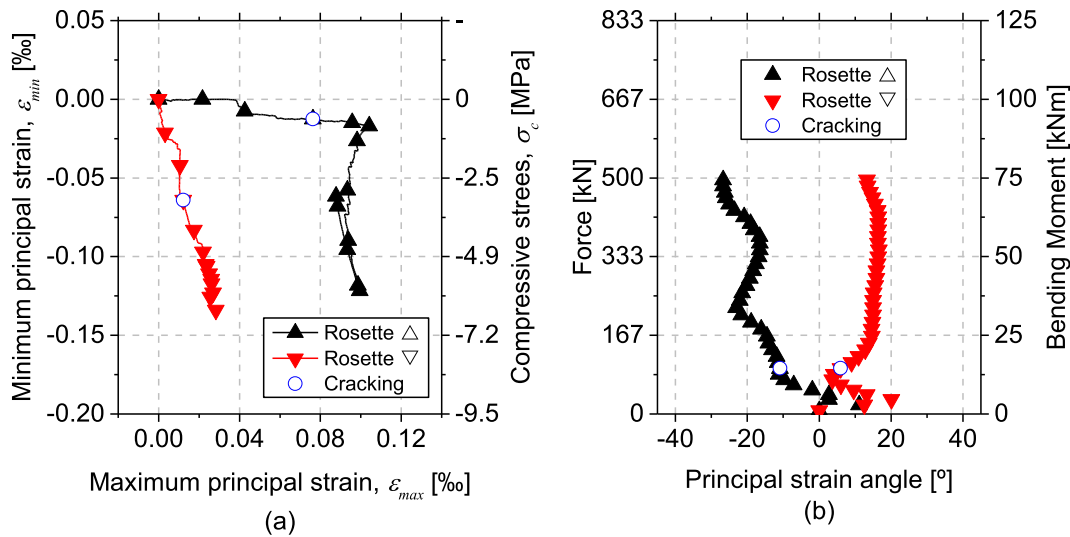 0.05
0.00
-0.05
-0.10
-0.15
-0.20
Minimum principal strain, εmin [‰]
0.00 0.04 0.08 0.12
Maximum principal strain, εmax [‰]
-
0
-2.5
-4.9
-7.2
-9.5
Compressive strees, σc [MPa]
Rosette △
Rosette ▽
Cracking
(a)
833
667
500
333
167
0
Force [kN]
-40 -20 0 20 40
Principal strain angle [º]
125
100
75
50
25
0
Bending Moment [kNm]
Rosette △
Rosette ▽
Cracking
(b)